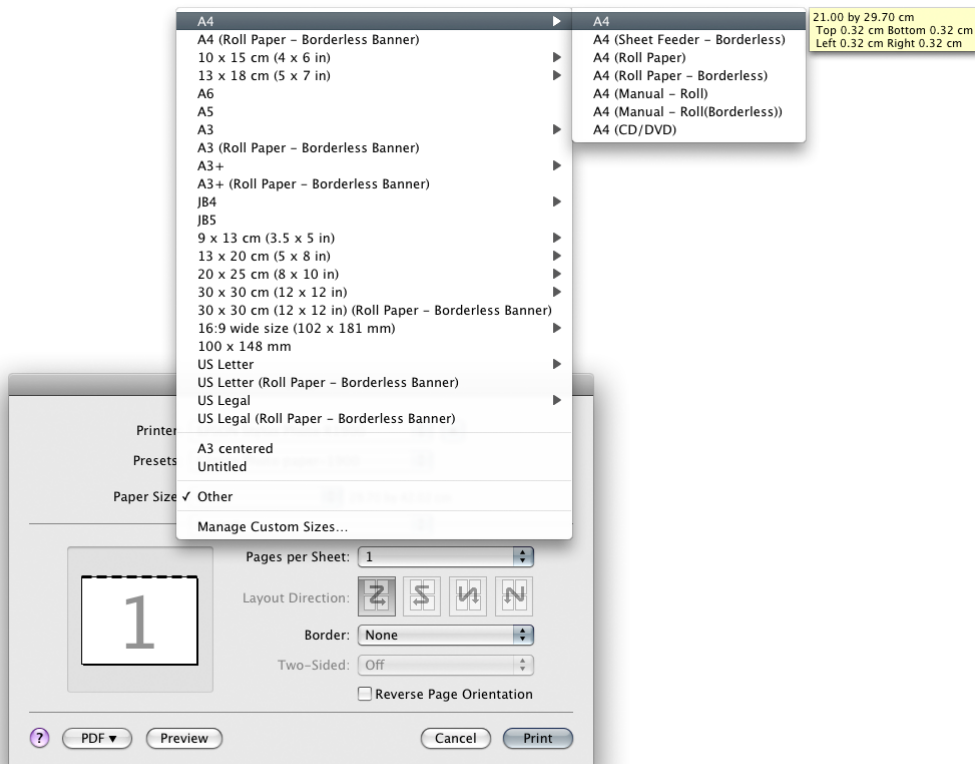 A4
A4 (Roll Paper – Borderless Banner)
10 x 15 cm (4 x 6 in)
13 x 18 cm (5 x 7 in)
A6
A5
A3
A3 (Roll Paper – Borderless Banner)
A3+
A3+ (Roll Paper – Borderless Banner)
JB4
JB5
9 x 13 cm (3.5 x 5 in)
13 x 20 cm (5 x 8 in)
20 x 25 cm (8 x 10 in)
30 x 30 cm (12 x 12 in)
30 x 30 cm (12 x 12 in) (Roll Paper – Borderless Banner)
16:9 wide size (102 x 181 mm)
100 x 148 mm
US Letter
US Letter (Roll Paper – Borderless Banner)
US Legal
US Legal (Roll Paper – Borderless Banner)
A3 centered
Untitled
✓ Other
Manage Custom Sizes...
A4
A4 (Sheet Feeder – Borderless)
A4 (Roll Paper)
A4 (Roll Paper – Borderless)
A4 (Manual – Roll)
A4 (Manual – Roll(Borderless))
A4 (CD/DVD)
21.00 by 29.70 cm
Top 0.32 cm Bottom 0.32 cm
Left 0.32 cm Right 0.32 cm
Printer
Presets
Paper Size
1
Pages per Sheet: 1
Layout Direction:
Border: None
Two-Sided: Off
Reverse Page Orientation
? PDF ▾ Preview Cancel Print